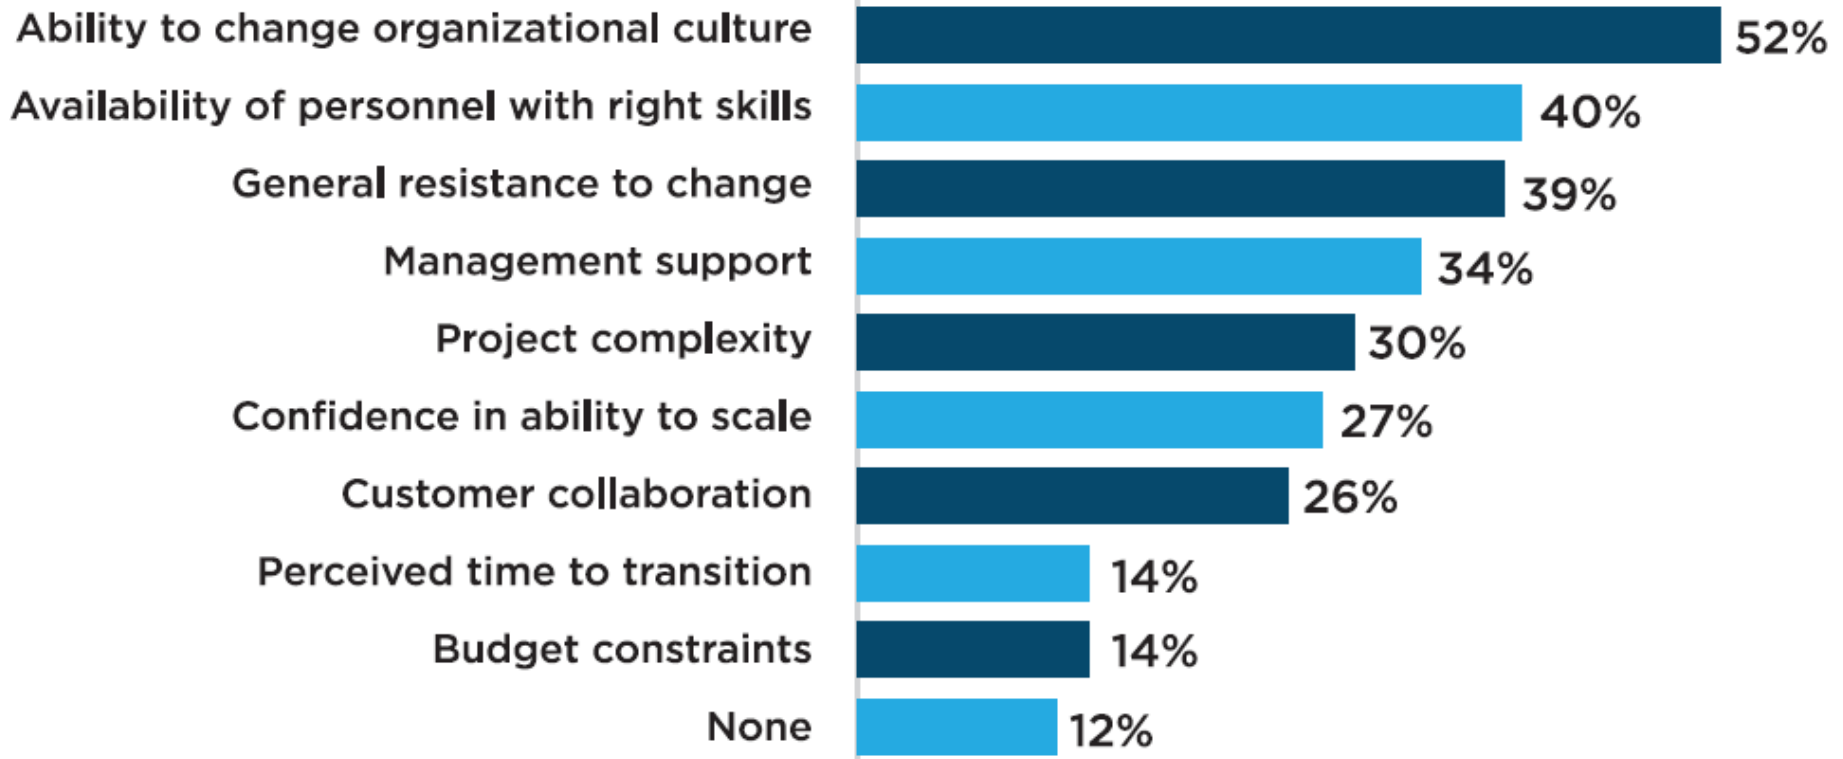 Ability to change organizational culture 52%
Availability of personnel with right skills 40%
General resistance to change 39%
Management support 34%
Project complexity 30%
Confidence in ability to scale 27%
Customer collaboration 26%
Perceived time to transition 14%
Budget constraints 14%
None 12%